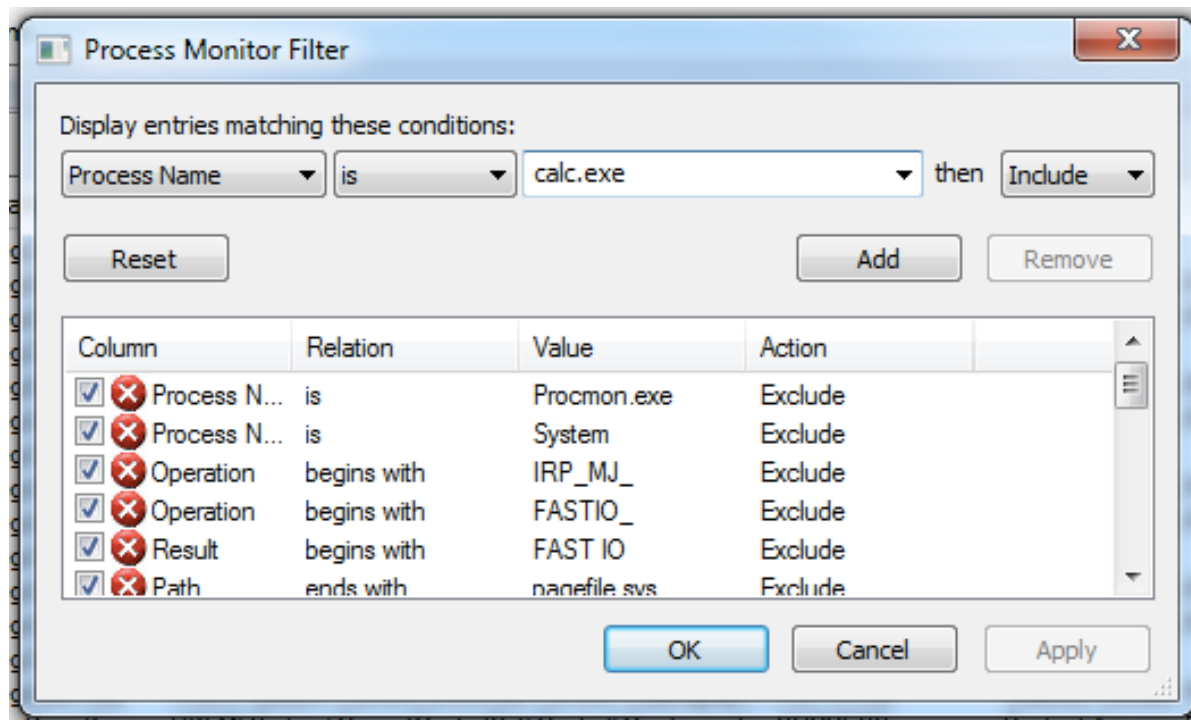 Process Monitor Filter
Display entries matching these conditions:
Process Name is calc.exe then Include
Reset Add Remove
Column Relation Value Action
Process N... is Procmon.exe Exclude
Process N... is System Exclude
Operation begins with IRP_MJ_ Exclude
Operation begins with FASTIO_ Exclude
Result begins with FAST IO Exclude
Path ends with pagefile.sys Exclude
OK Cancel Apply